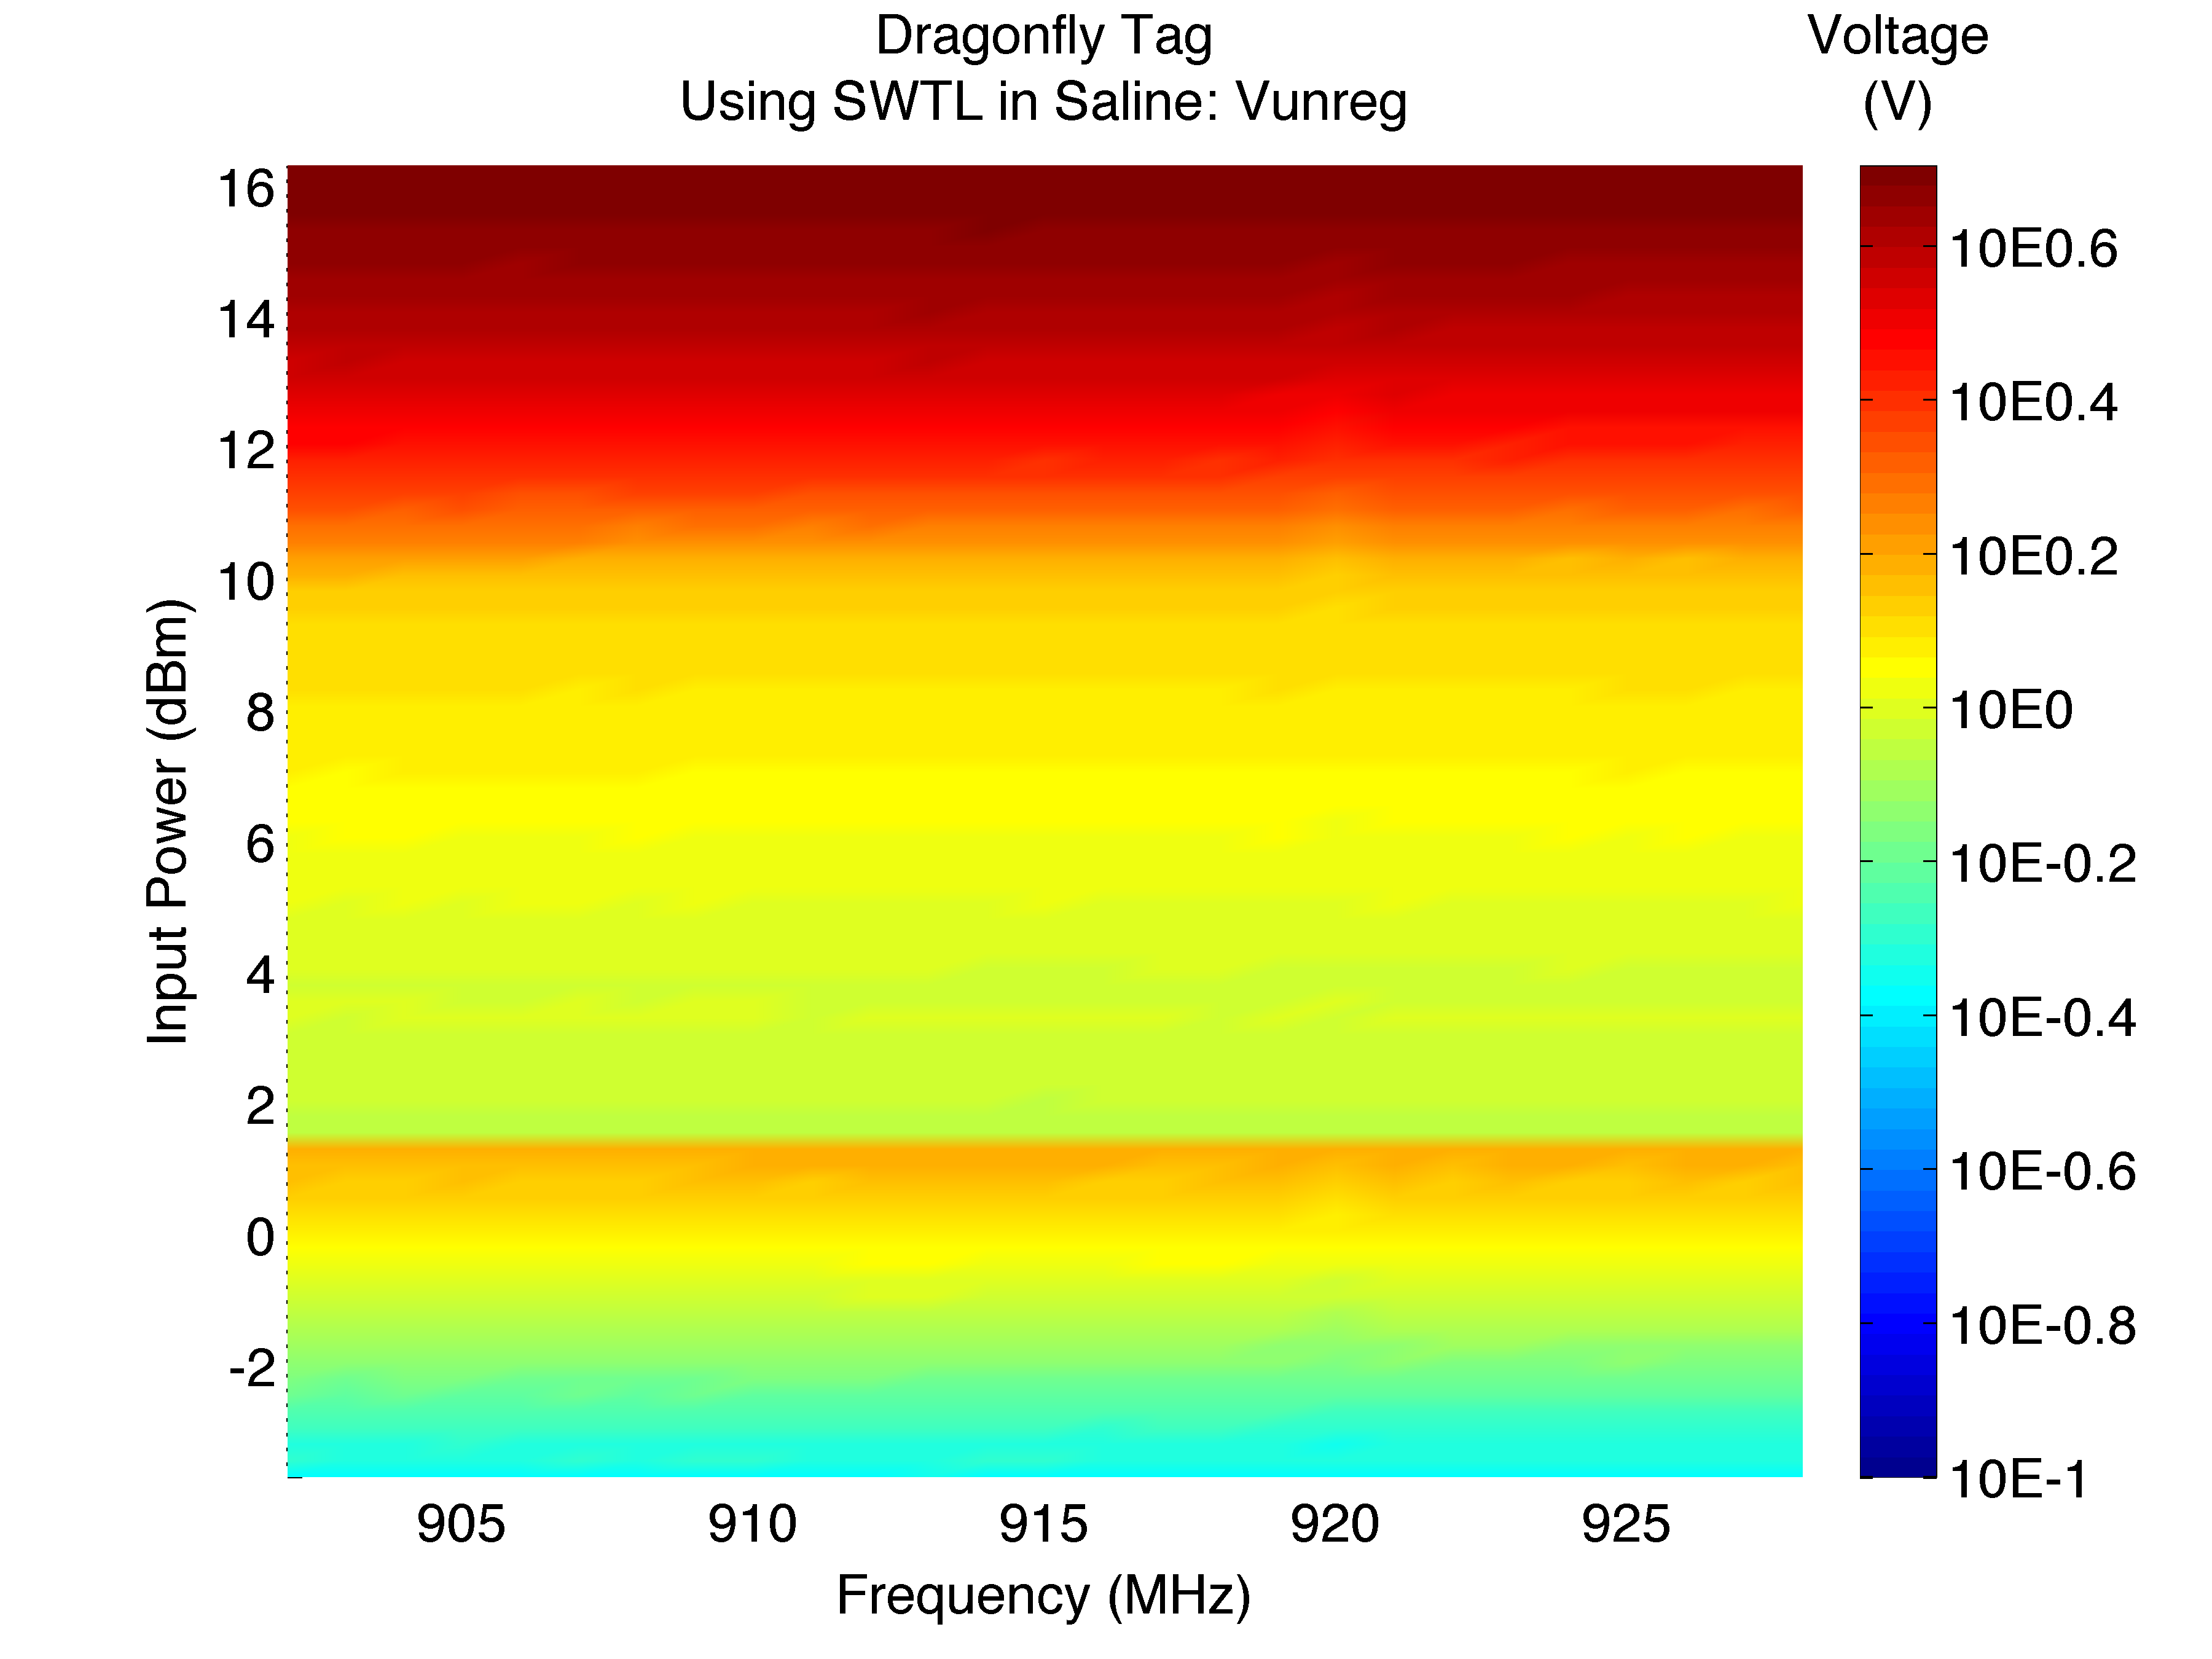 Dragonfly Tag
Using SWTL in Saline: Vunreg
Voltage
(V)
16
14
12
10
8
6
4
2
0
-2
Input Power (dBm)
905
910
915
920
925
Frequency (MHz)
10E0.6
10E0.4
10E0.2
10E0
10E-0.2
10E-0.4
10E-0.6
10E-0.8
10E-1